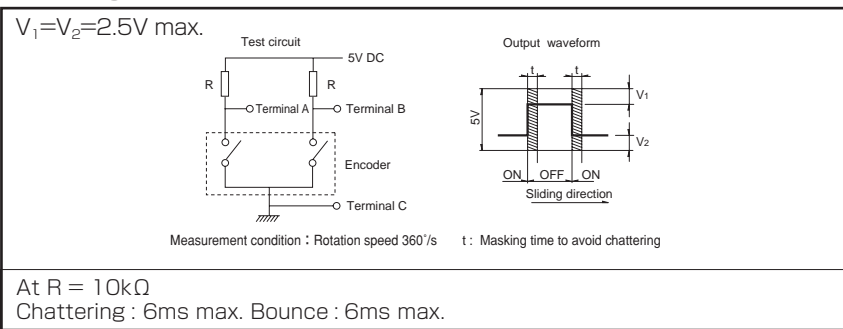 V1=V2=2.5V max.
Test circuit
Output waveform
5V DC
R
R
Terminal A
Terminal B
Encoder
Terminal C
t
t
V1
5V
V2
ON
OFF
ON
Sliding direction
Measurement condition : Rotation speed 360˚/s
t : Masking time to avoid chattering
At R = 10kΩ
Chattering : 6ms max. Bounce : 6ms max.